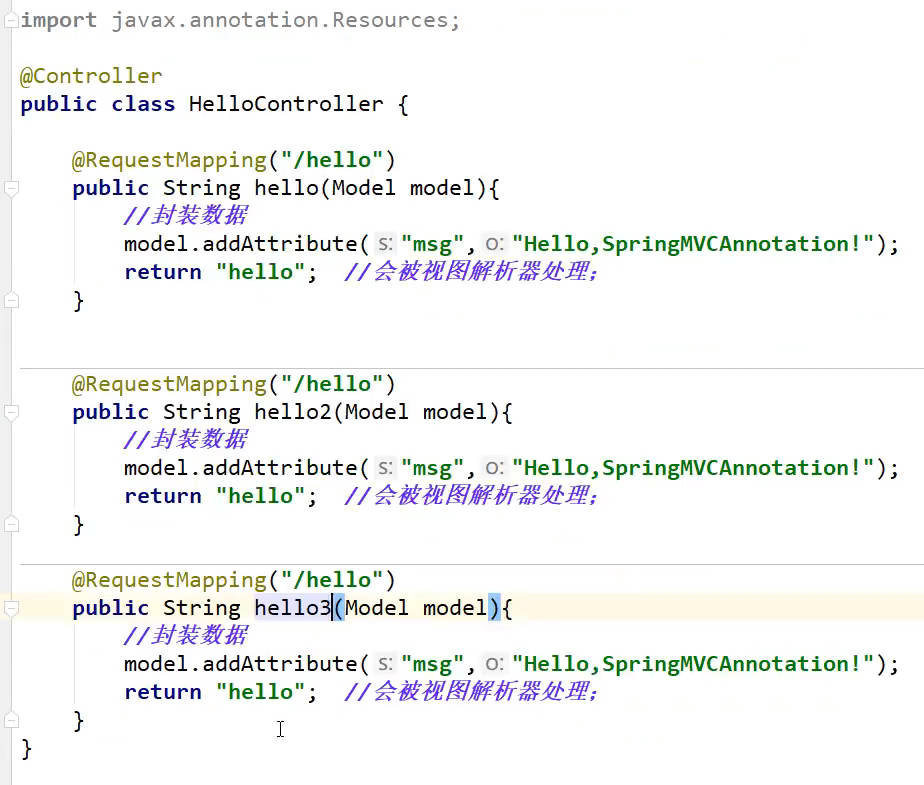 import javax.annotation.Resources;
@Controller
public class HelloController {
@RequestMapping("/hello")
public String hello(Model model){
//封装数据
model.addAttribute( s: "msg", o: "Hello,SpringMVCAnnotation!");
return "hello"; //会被视图解析器处理;
}
@RequestMapping("/hello")
public String hello2(Model model){
//封装数据
model.addAttribute( s: "msg", o: "Hello,SpringMVCAnnotation!");
return "hello"; //会被视图解析器处理;
}
@RequestMapping("/hello")
public String hello3(Model model){
//封装数据
model.addAttribute( s: "msg", o: "Hello,SpringMVCAnnotation!");
return "hello"; //会被视图解析器处理;
}
}